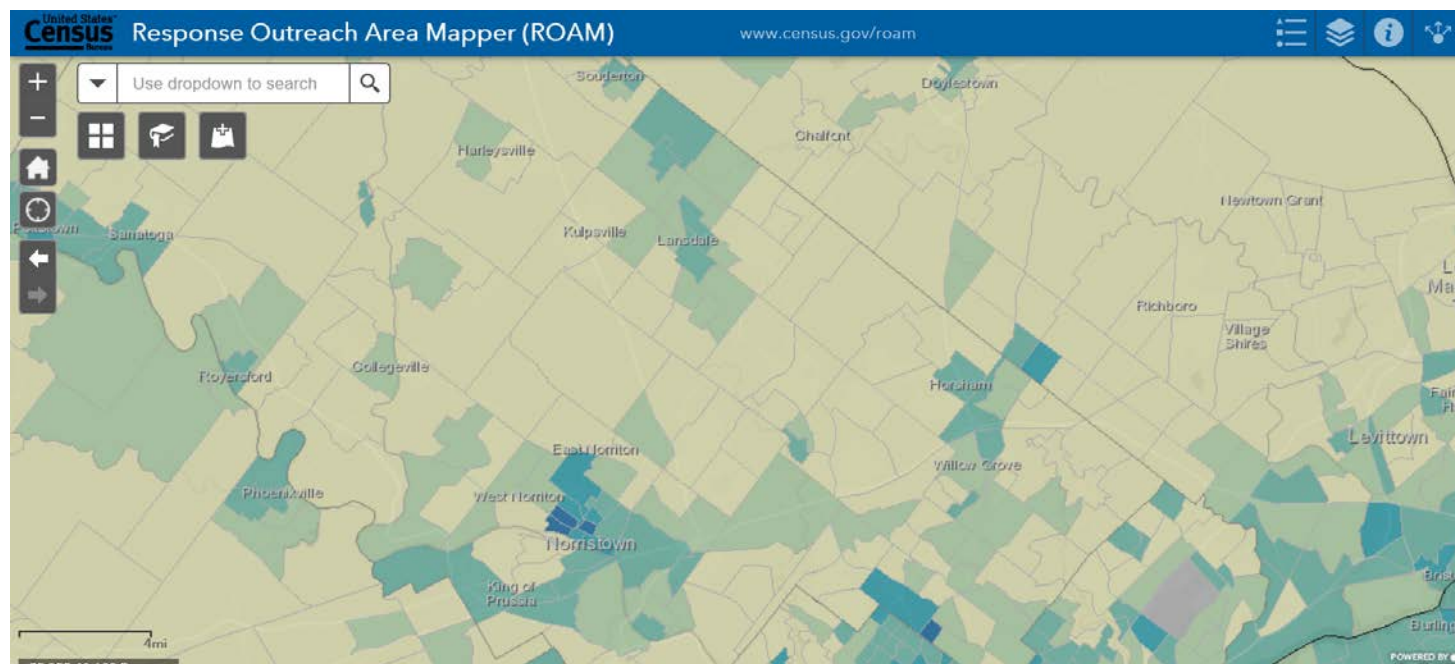 United States™
Census
Bureau
Response Outreach Area Mapper (ROAM)
www.census.gov/roam
Use dropdown to search
Souderton
Doylestown
Chalfont
Harleysville
Newtown Grant
Sanatoga
Kulpsville
Lansdale
Richboro
Village
Shires
Royersford
Collegeville
Horsham
Levittown
East Norriton
Willow Grove
Phoenixville
West Norriton
Norristown
King of
Prussia
4mi
POWERED BY